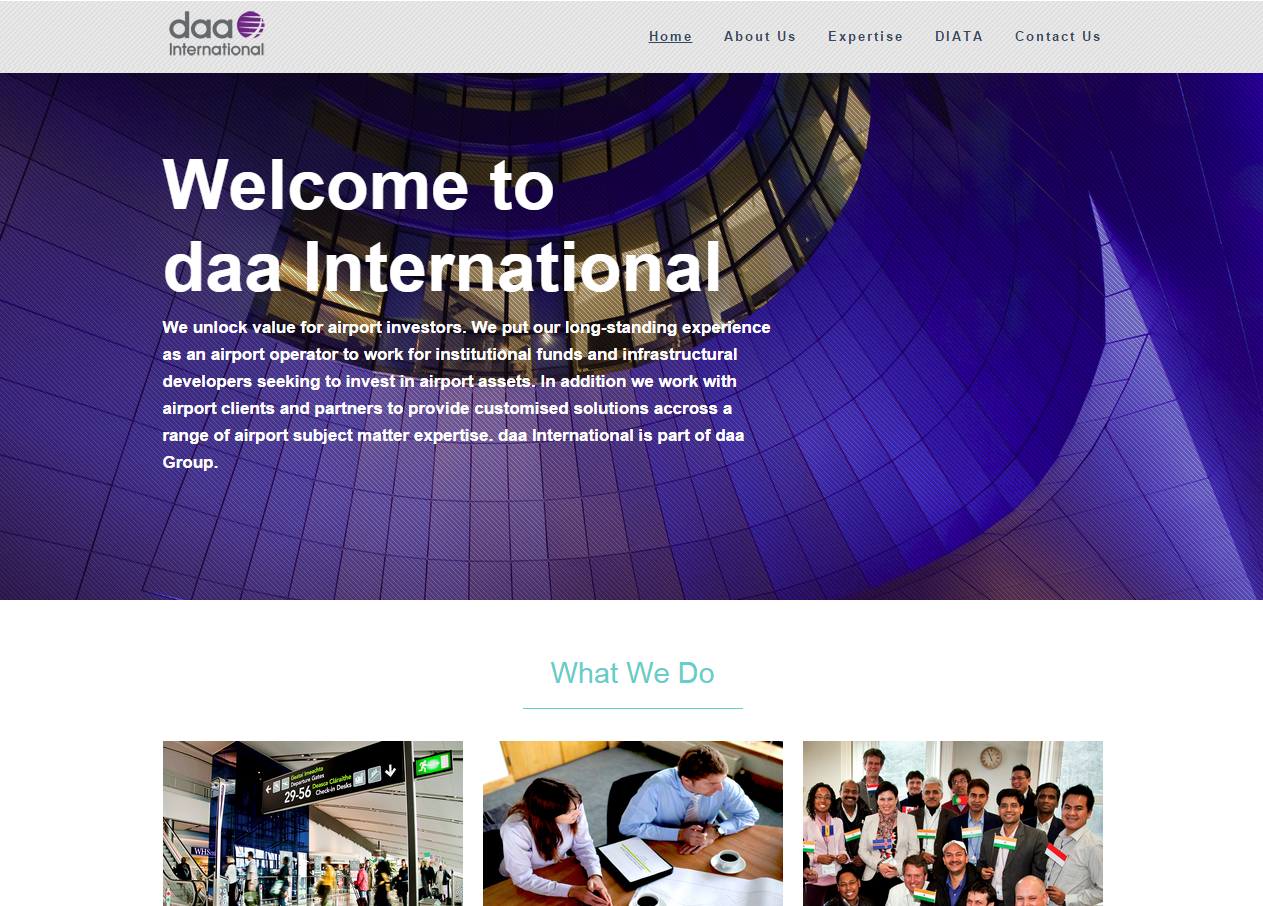 daa
International
Home About Us Expertise DIATA Contact Us
Welcome to
daa International
We unlock value for airport investors. We put our long-standing experience
as an airport operator to work for institutional funds and infrastructural
developers seeking to invest in airport assets. In addition we work with
airport clients and partners to provide customised solutions accross a
range of airport subject matter expertise. daa International is part of daa
Group.
What We Do
Geataí Imeachta
Departure Gates
Deasca Cláraithe
29-56 Check-in Desks
WHS